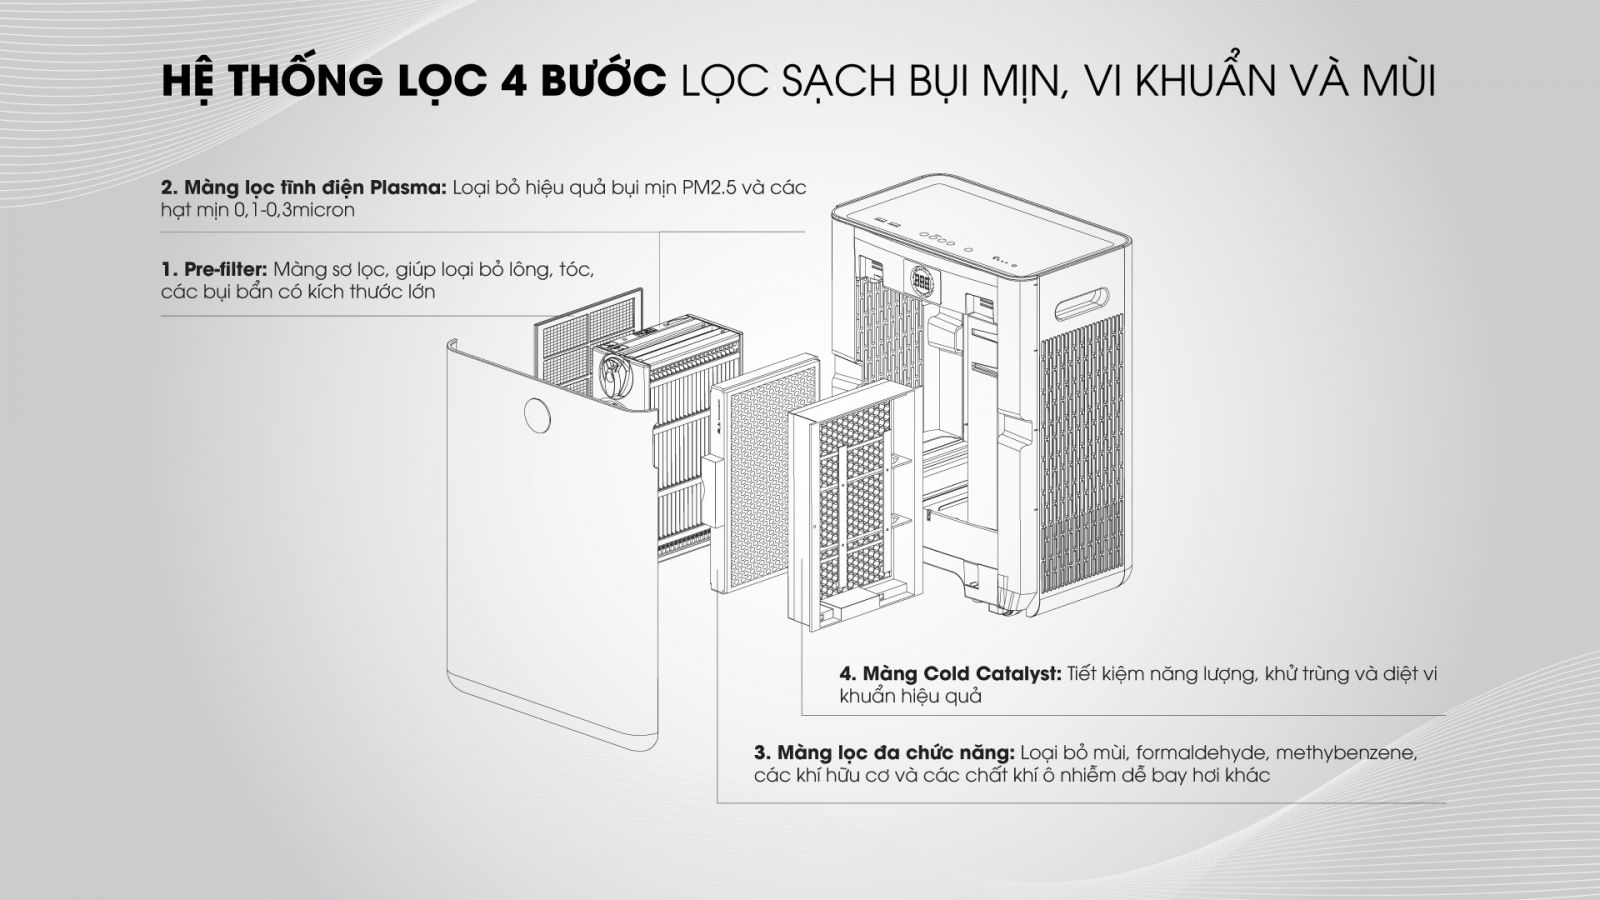 HỆ THỐNG LỌC 4 BƯỚC LỌC SẠCH BỤI MỊN, VI KHUẨN VÀ MÙI
2. Màng lọc tĩnh điện Plasma: Loại bỏ hiệu quả bụi mịn PM2.5 và các
hạt mịn 0,1-0,3micron
1. Pre-filter: Màng sơ lọc, giúp loại bỏ lông, tóc,
các bụi bẩn có kích thước lớn
4. Màng Cold Catalyst: Tiết kiệm năng lượng, khử trùng và diệt vi
khuẩn hiệu quả
3. Màng lọc đa chức năng: Loại bỏ mùi, formaldehyde, methybenzene,
các khí hữu cơ và các chất khí ô nhiễm dễ bay hơi khác